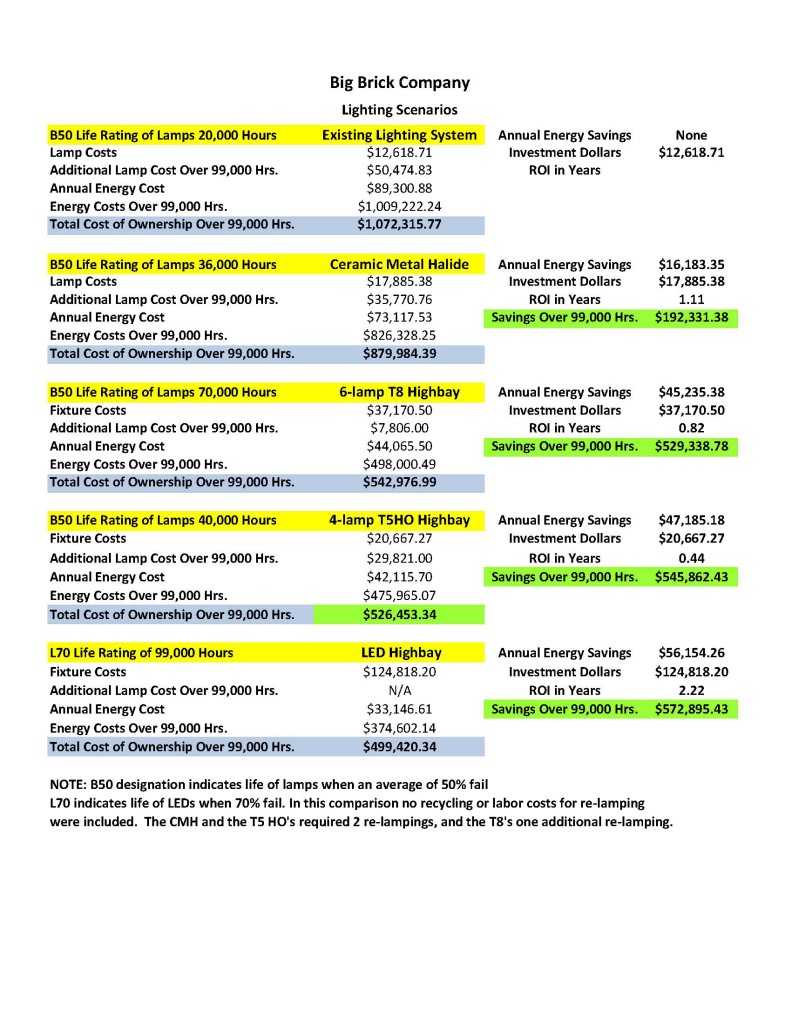 Big Brick Company
Lighting Scenarios
B50 Life Rating of Lamps 20,000 Hours Existing Lighting System Annual Energy Savings None
Lamp Costs $12,618.71 Investment Dollars $12,618.71
Additional Lamp Cost Over 99,000 Hrs. $50,474.83 ROI in Years
Annual Energy Cost $89,300.88
Energy Costs Over 99,000 Hrs. $1,009,222.24
Total Cost of Ownership Over 99,000 Hrs. $1,072,315.77
B50 Life Rating of Lamps 36,000 Hours Ceramic Metal Halide Annual Energy Savings $16,183.35
Lamp Costs $17,885.38 Investment Dollars $17,885.38
Additional Lamp Cost Over 99,000 Hrs. $35,770.76 ROI in Years 1.11
Annual Energy Cost $73,117.53 Savings Over 99,000 Hrs. $192,331.38
Energy Costs Over 99,000 Hrs. $826,328.25
Total Cost of Ownership Over 99,000 Hrs. $879,984.39
B50 Life Rating of Lamps 70,000 Hours 6-lamp T8 Highbay Annual Energy Savings $45,235.38
Fixture Costs $37,170.50 Investment Dollars $37,170.50
Additional Lamp Cost Over 99,000 Hrs. $7,806.00 ROI in Years 0.82
Annual Energy Cost $44,065.50 Savings Over 99,000 Hrs. $529,338.78
Energy Costs Over 99,000 Hrs. $498,000.49
Total Cost of Ownership Over 99,000 Hrs. $542,976.99
B50 Life Rating of Lamps 40,000 Hours 4-lamp T5HO Highbay Annual Energy Savings $47,185.18
Fixture Costs $20,667.27 Investment Dollars $20,667.27
Additional Lamp Cost Over 99,000 Hrs. $29,821.00 ROI in Years 0.44
Annual Energy Cost $42,115.70 Savings Over 99,000 Hrs. $545,862.43
Energy Costs Over 99,000 Hrs. $475,965.07
Total Cost of Ownership Over 99,000 Hrs. $526,453.34
L70 Life Rating of 99,000 Hours LED Highbay Annual Energy Savings $56,154.26
Fixture Costs $124,818.20 Investment Dollars $124,818.20
Additional Lamp Cost Over 99,000 Hrs. N/A ROI in Years 2.22
Annual Energy Cost $33,146.61 Savings Over 99,000 Hrs. $572,895.43
Energy Costs Over 99,000 Hrs. $374,602.14
Total Cost of Ownership Over 99,000 Hrs. $499,420.34
NOTE: B50 designation indicates life of lamps when an average of 50% fail
L70 indicates life of LEDs when 70% fail. In this comparison no recycling or labor costs for re-lamping
were included. The CMH and the T5 HO's required 2 re-lampings, and the T8's one additional re-lamping.